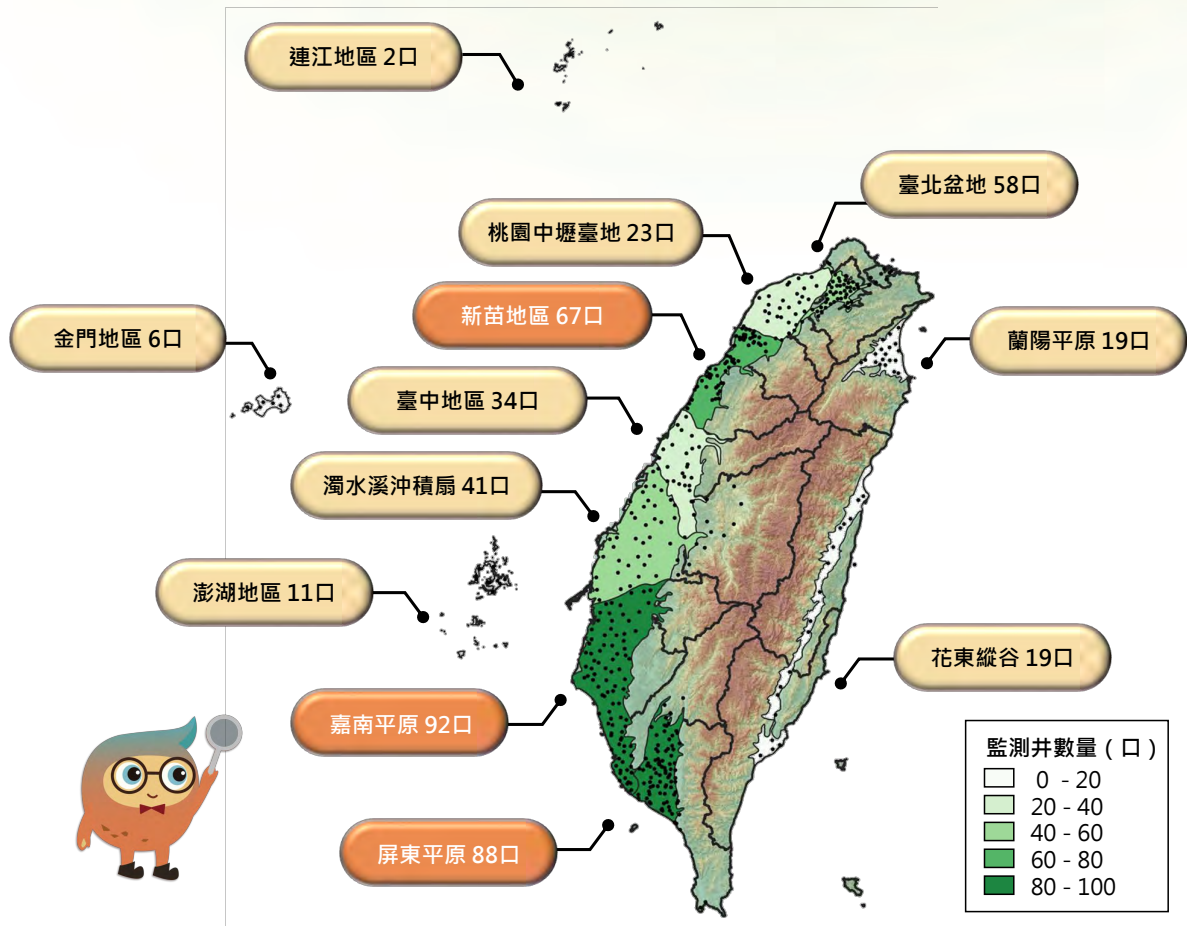 連江地區 2口
臺北盆地 58口
桃園中壢臺地 23口
新苗地區 67口
金門地區 6口
蘭陽平原 19口
臺中地區 34口
濁水溪沖積扇 41口
澎湖地區 11口
花東縱谷 19口
嘉南平原 92口
屏東平原 88口
監測井數量（口）
0 - 20
20 - 40
40 - 60
60 - 80
80 - 100